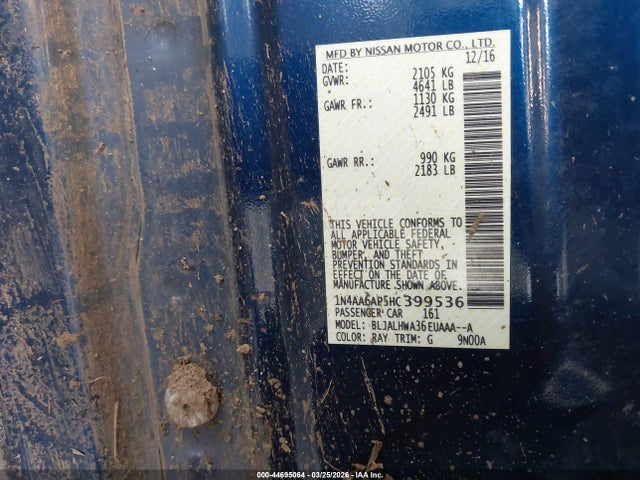 MFD BY NISSAN MOTOR CO., LTD.
DATE: 12/16
GVWR: 2105 KG
4641 LB
GAWR FR.: 1130 KG
2491 LB
GAWR RR.: 990 KG
2183 LB
THIS VEHICLE CONFORMS TO
ALL APPLICABLE FEDERAL
MOTOR VEHICLE SAFETY,
BUMPER, AND THEFT
PREVENTION STANDARDS IN
EFFECT ON THE DATE OF
MANUFACTURE SHOWN ABOVE.
1N4AA6AP5HC399536
PASSENGER CAR 161
MODEL: BLJALHWA36EUAAA--A
COLOR: RAY TRIM: G 9N00A
000-44695064 - 03/25/2026 - IAAI.COM